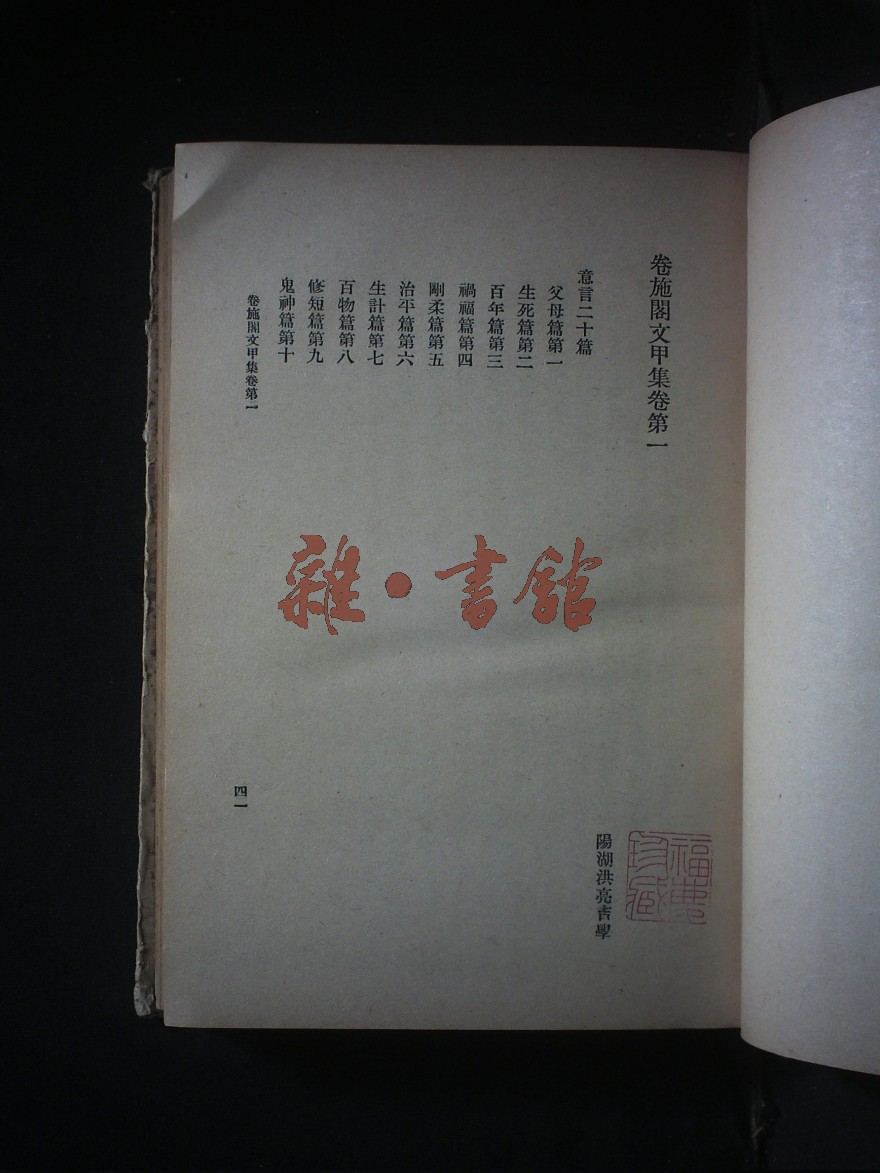 卷施閣文甲集卷第一
陽湖洪亮吉學
意言二十篇
父母篇第一
生死篇第二
百年篇第三
禍福篇第四
剛柔篇第五
治平篇第六
生計篇第七
百物篇第八
修短篇第九
鬼神篇第十
卷施閣文甲集卷第一
四一
雜·書館
福典
珍藏